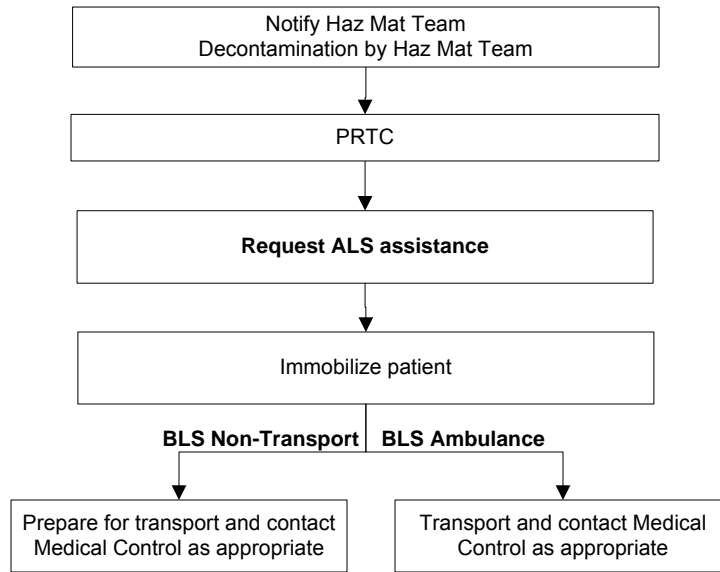 Notify Haz Mat Team
Decontamination by Haz Mat Team
PRTC
Request ALS assistance
Immobilize patient
BLS Non-Transport
BLS Ambulance
Prepare for transport and contact
Medical Control as appropriate
Transport and contact Medical
Control as appropriate